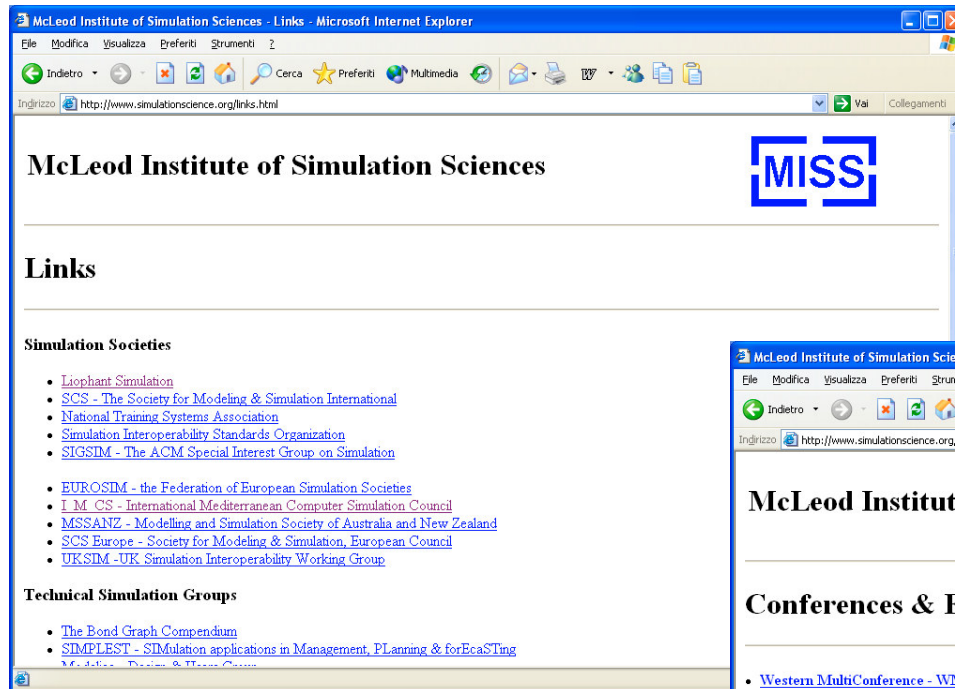 McLeod Institute of Simulation Sciences - Links - Microsoft Internet Explorer
File Modifica Visualizza Preferiti Strumenti ?
Indietro Cerca Preferiti Multimedia
Indirizzo http://www.simulationscience.org/links.html Vai Collegamenti
McLeod Institute of Simulation Sciences
MISS
Links
Simulation Societies
• Liophant Simulation
• SCS - The Society for Modeling & Simulation International
• National Training Systems Association
• Simulation Interoperability Standards Organization
• SIGSIM - The ACM Special Interest Group on Simulation
• EUROSIM - the Federation of European Simulation Societies
• I_M_CS - International Mediterranean Computer Simulation Council
• MSSANZ - Modelling and Simulation Society of Australia and New Zealand
• SCS Europe - Society for Modeling & Simulation, European Council
• UKSIM -UK Simulation Interoperability Working Group
Technical Simulation Groups
• The Bond Graph Compendium
• SIMPLEST - SIMulation applications in Management, PLanning & forEcaSTing
McLeod Institute of Simulation Scie
File Modifica Visualizza Preferiti Strum
Indietro
Indirizzo http://www.simulationscience.org,
McLeod Institut
Conferences &
• Western MultiConference -